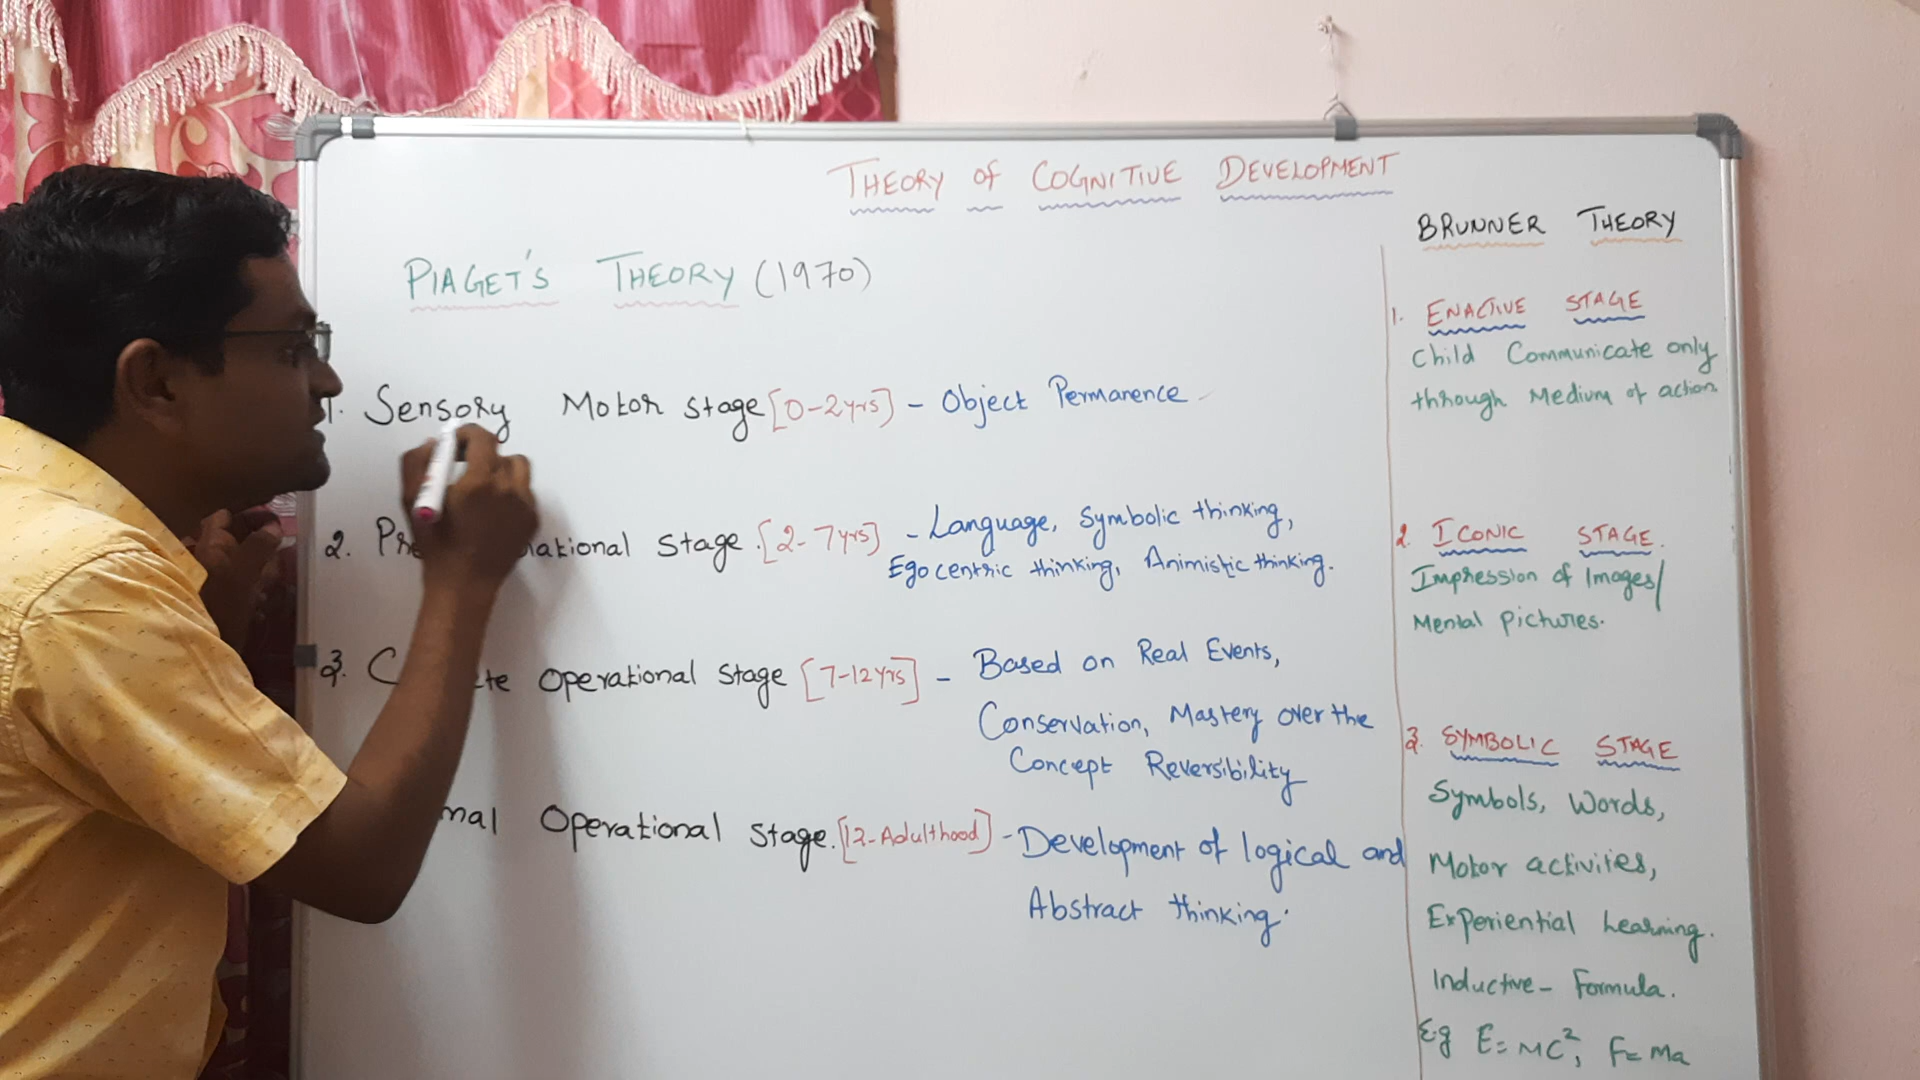 THEORY OF COGNITIVE DEVELOPMENT
PIAGET'S THEORY (1970)
1. Sensory Motor Stage [0-2yrs] - Object Permanence
2. ational Stage. [2-7yrs] - Language, Symbolic thinking,
Egocentric thinking, Animistic thinking.
3. Operational Stage [7-12yrs] - Based on Real Events,
Conservation, Mastery over the
Concept Reversibility
mal Operational Stage. [12-Adulthood] - Development of logical and
Abstract thinking.
BRUNNER THEORY
1. ENACTIVE STAGE
Child Communicate only
through Medium of action.
2. ICONIC STAGE.
Impression of Images/
Mental Pictures.
3. SYMBOLIC STAGE
Symbols, Words,
Motor activities,
Experiential Learning.
Inductive - Formula.
Eg E=MC², F=Ma